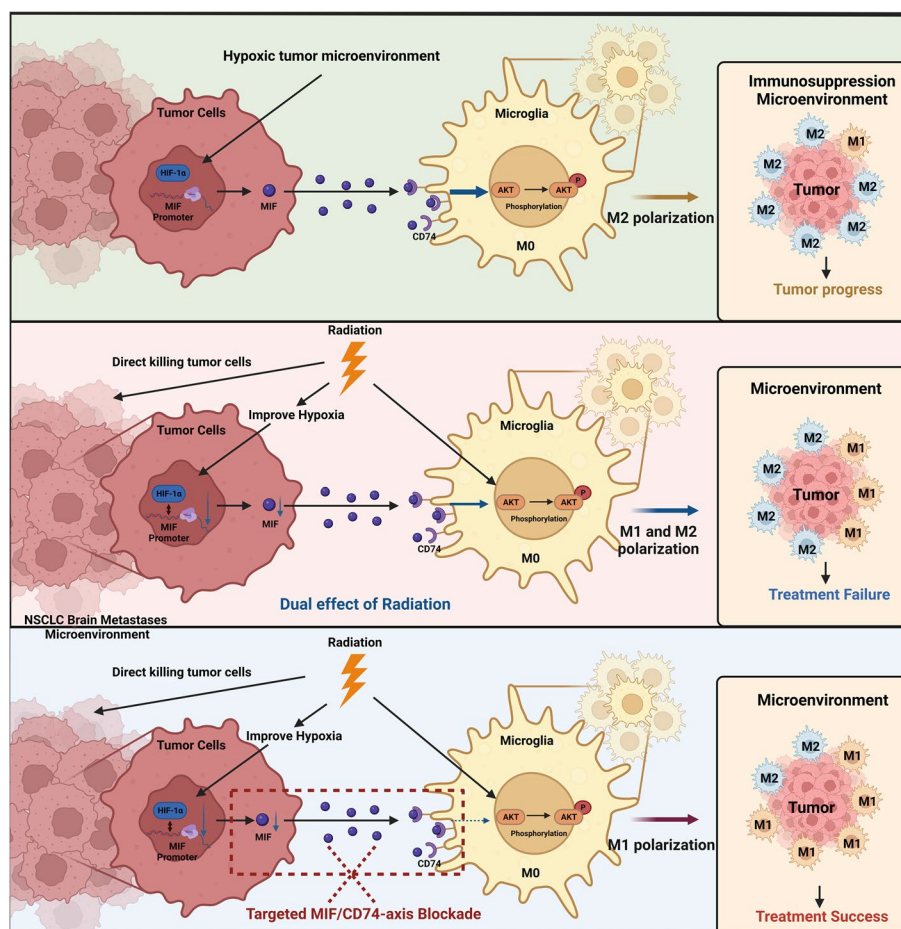 Hypoxic tumor microenvironment
Tumor Cells
HIF-1α
MIF
Promoter
MIF
CD74
Microglia
AKT
AKT
P
Phosphorylation
M0
M2 polarization
Immunosuppression
Microenvironment
M2
M1
M2
Tumor
M2
M2
M2
M2
Tumor progress
Radiation
Direct killing tumor cells
Improve Hypoxia
Tumor Cells
HIF-1α
MIF
Promoter
MIF
CD74
Microglia
AKT
AKT
P
Phosphorylation
M0
M1 and M2
polarization
Dual effect of Radiation
Microenvironment
M2
M1
M2
Tumor
M1
M2
M1
M2
Treatment Failure
NSCLC Brain Metastases
Microenvironment
Radiation
Direct killing tumor cells
Improve Hypoxia
Tumor Cells
HIF-1α
MIF
Promoter
MIF
CD74
Microglia
AKT
AKT
P
Phosphorylation
M0
M1 polarization
Targeted MIF/CD74-axis Blockade
Microenvironment
M2
M1
M2
Tumor
M1
M1
M1
M1
Treatment Success